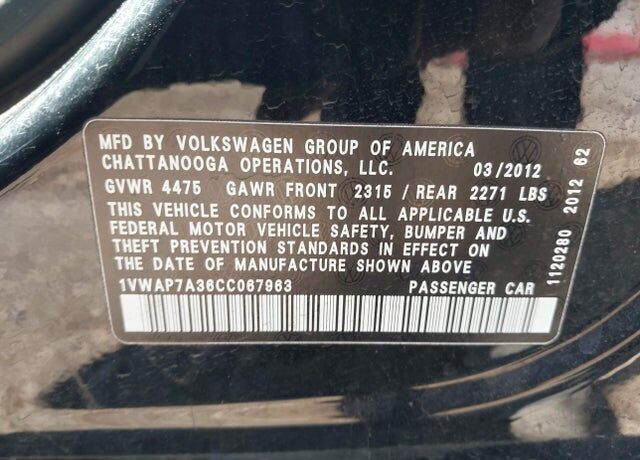 MFD BY VOLKSWAGEN GROUP OF AMERICA
CHATTANOOGA OPERATIONS, LLC. 03/2012
GVWR 4475 GAWR FRONT 2315 / REAR 2271 LBS
THIS VEHICLE CONFORMS TO ALL APPLICABLE U.S.
FEDERAL MOTOR VEHICLE SAFETY, BUMPER AND
THEFT PREVENTION STANDARDS IN EFFECT ON
THE DATE OF MANUFACTURE SHOWN ABOVE
1VWAP7A36CC067963 PASSENGER CAR
1120280 2012 62